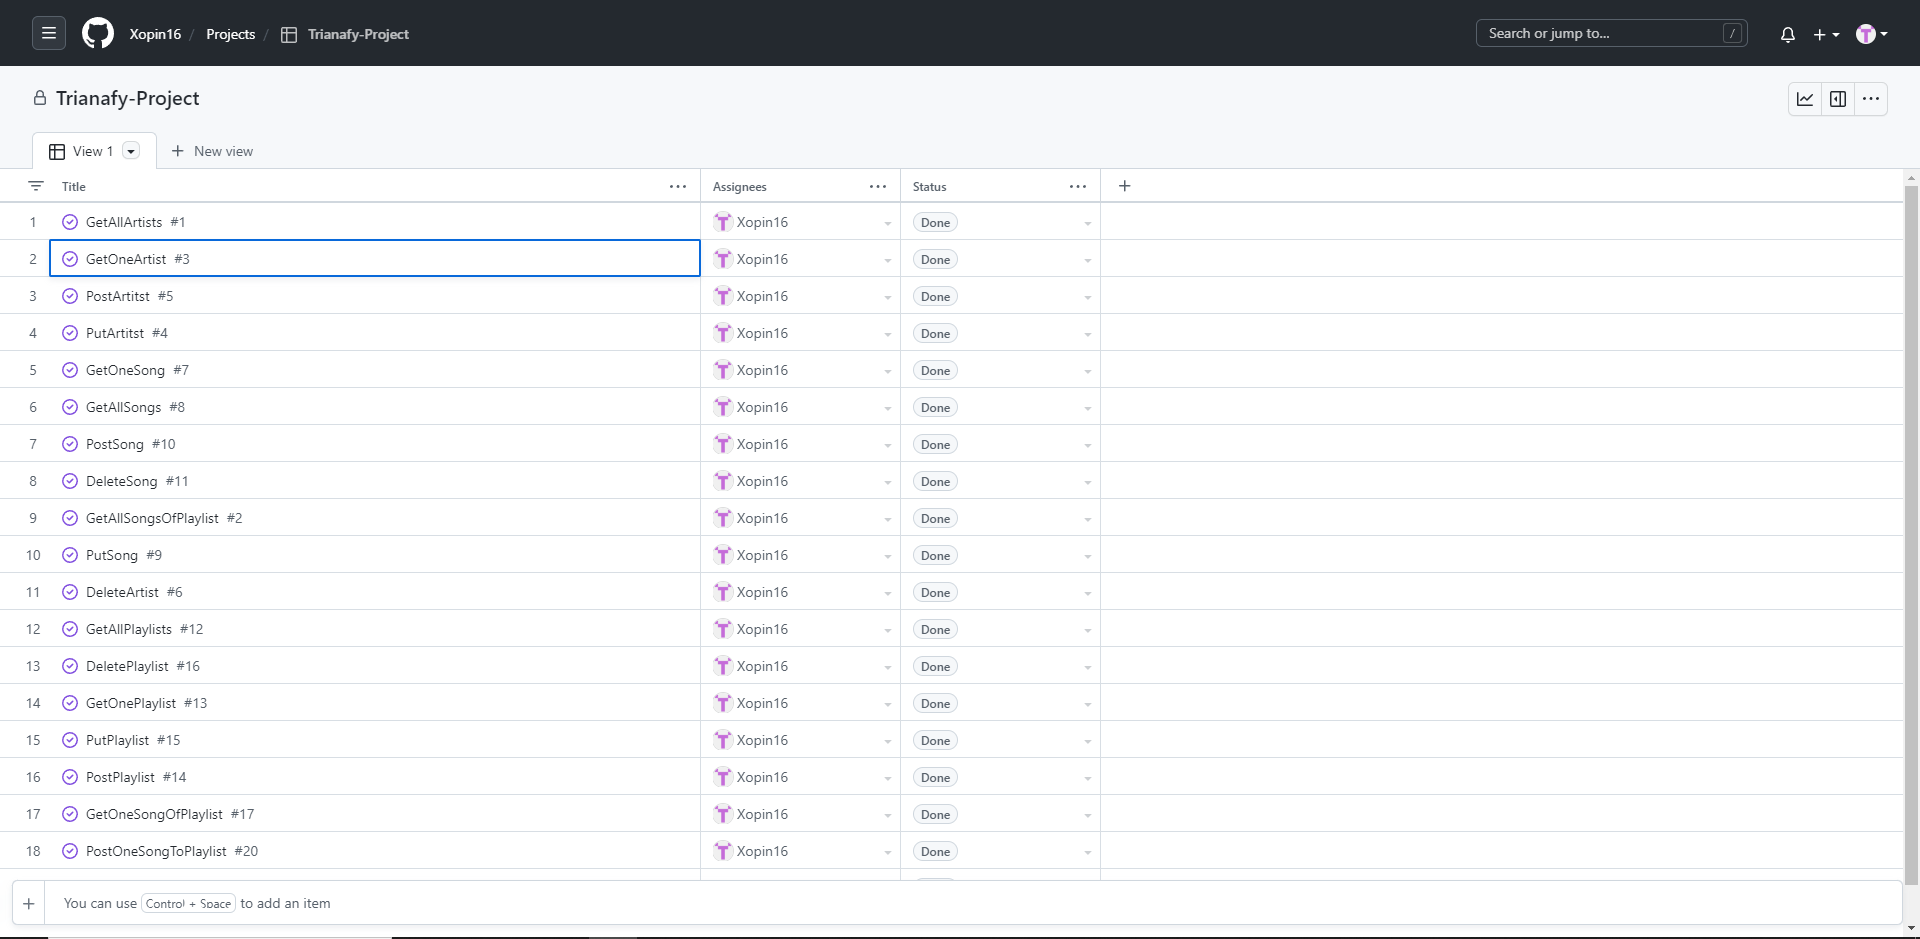 Xopin16 / Projects / Trianafy-Project Search or jump to... /
Trianafy-Project
View 1 New view
Title Assignees Status
1 GetAllArtists #1 Xopin16 Done
2 GetOneArtist #3 Xopin16 Done
3 PostArtitst #5 Xopin16 Done
4 PutArtitst #4 Xopin16 Done
5 GetOneSong #7 Xopin16 Done
6 GetAllSongs #8 Xopin16 Done
7 PostSong #10 Xopin16 Done
8 DeleteSong #11 Xopin16 Done
9 GetAllSongsOfPlaylist #2 Xopin16 Done
10 PutSong #9 Xopin16 Done
11 DeleteArtist #6 Xopin16 Done
12 GetAllPlaylists #12 Xopin16 Done
13 DeletePlaylist #16 Xopin16 Done
14 GetOnePlaylist #13 Xopin16 Done
15 PutPlaylist #15 Xopin16 Done
16 PostPlaylist #14 Xopin16 Done
17 GetOneSongOfPlaylist #17 Xopin16 Done
18 PostOneSongToPlaylist #20 Xopin16 Done
You can use Control + Space to add an item